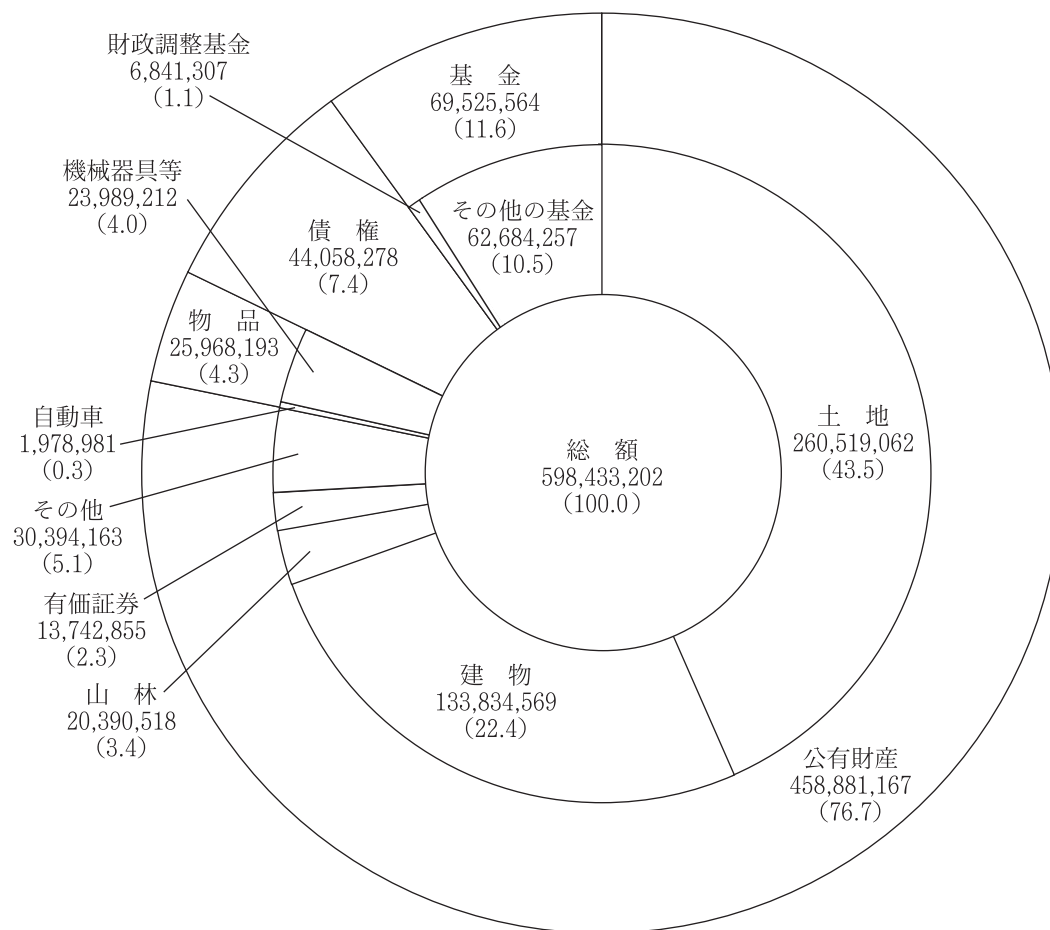 財政調整基金
6,841,307
（1.1）
基　金
69,525,564
（11.6）
機械器具等
23,989,212
（4.0）
その他の基金
62,684,257
（10.5）
債　権
44,058,278
（7.4）
物　品
25,968,193
（4.3）
自動車
1,978,981
（0.3）
土　地
260,519,062
（43.5）
総　額
598,433,202
（100.0）
その他
30,394,163
（5.1）
有価証券
13,742,855
（2.3）
山　林
20,390,518
（3.4）
建　物
133,834,569
（22.4）
公有財産
458,881,167
（76.7）